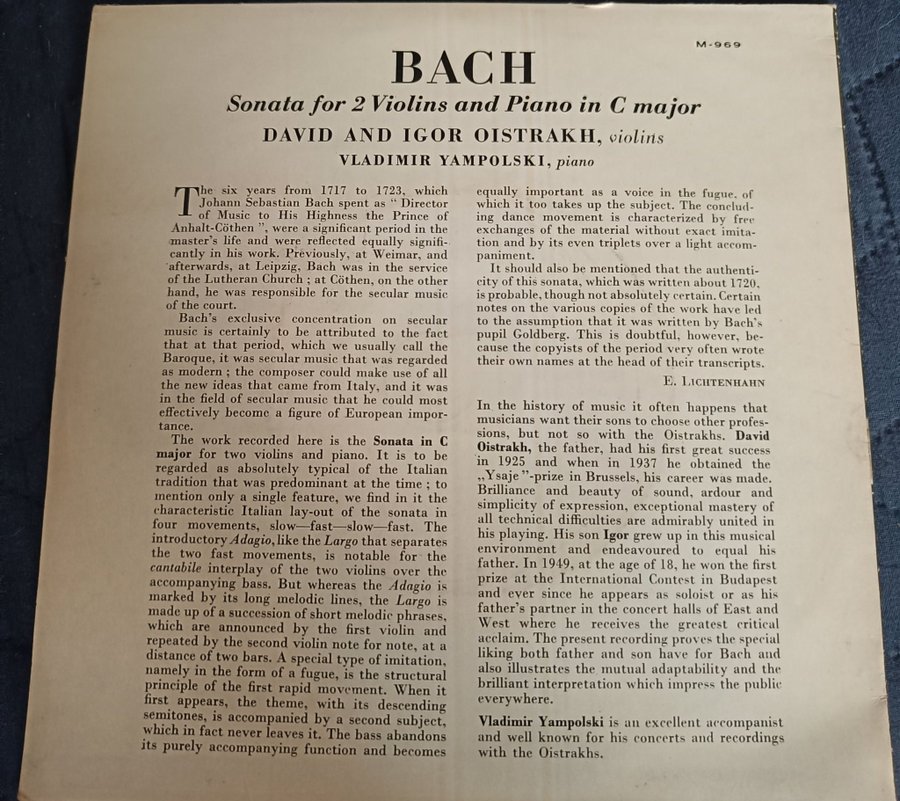 M-969
BACH
Sonata for 2 Violins and Piano in C major
DAVID AND IGOR OISTRAKH, violins
VLADIMIR YAMPOLSKI, piano
The six years from 1717 to 1723, which
Johann Sebastian Bach spent as “ Director
of Music to His Highness the Prince of
Anhalt-Cöthen ”, were a significant period in the
master's life and were reflected equally signifi-
cantly in his work. Previously, at Weimar, and
afterwards, at Leipzig, Bach was in the service
of the Lutheran Church ; at Cöthen, on the other
hand, he was responsible for the secular music
of the court.
Bach's exclusive concentration on secular
music is certainly to be attributed to the fact
that at that period, which we usually call the
Baroque, it was secular music that was regarded
as modern ; the composer could make use of all
the new ideas that came from Italy, and it was
in the field of secular music that he could most
effectively become a figure of European impor-
tance.
The work recorded here is the Sonata in C
major for two violins and piano. It is to be
regarded as absolutely typical of the Italian
tradition that was predominant at the time ; to
mention only a single feature, we find in it the
characteristic Italian lay-out of the sonata in
four movements, slow—fast—slow—fast. The
introductory Adagio, like the Largo that separates
the two fast movements, is notable for the
cantabile interplay of the two violins over the
accompanying bass. But whereas the Adagio is
marked by its long melodic lines, the Largo is
made up of a succession of short melodic phrases,
which are announced by the first violin and
repeated by the second violin note for note, at a
distance of two bars. A special type of imitation,
namely in the form of a fugue, is the structural
principle of the first rapid movement. When it
first appears, the theme, with its descending
semitones, is accompanied by a second subject,
which in fact never leaves it. The bass abandons
its purely accompanying function and becomes
equally important as a voice in the fugue, of
which it too takes up the subject. The conclud-
ing dance movement is characterized by free
exchanges of the material without exact imita-
tion and by its even triplets over a light accom-
paniment.
It should also be mentioned that the authenti-
city of this sonata, which was written about 1720,
is probable, though not absolutely certain. Certain
notes on the various copies of the work have led
to the assumption that it was written by Bach's
pupil Goldberg. This is doubtful, however, be-
cause the copyists of the period very often wrote
their own names at the head of their transcripts.
E. LICHTENHAHN
In the history of music it often happens that
musicians want their sons to choose other profes-
sions, but not so with the Oistrakhs. David
Oistrakh, the father, had his first great success
in 1925 and when in 1937 he obtained the
„Ysaje”-prize in Brussels, his career was made.
Brilliance and beauty of sound, ardour and
simplicity of expression, exceptional mastery of
all technical difficulties are admirably united in
his playing. His son Igor grew up in this musical
environment and endeavoured to equal his
father. In 1949, at the age of 18, he won the first
prize at the International Contest in Budapest
and ever since he appears as soloist or as his
father's partner in the concert halls of East and
West where he receives the greatest critical
acclaim. The present recording proves the special
liking both father and son have for Bach and
also illustrates the mutual adaptability and the
brilliant interpretation which impress the public
everywhere.
Vladimir Yampolski is an excellent accompanist
and well known for his concerts and recordings
with the Oistrakhs.